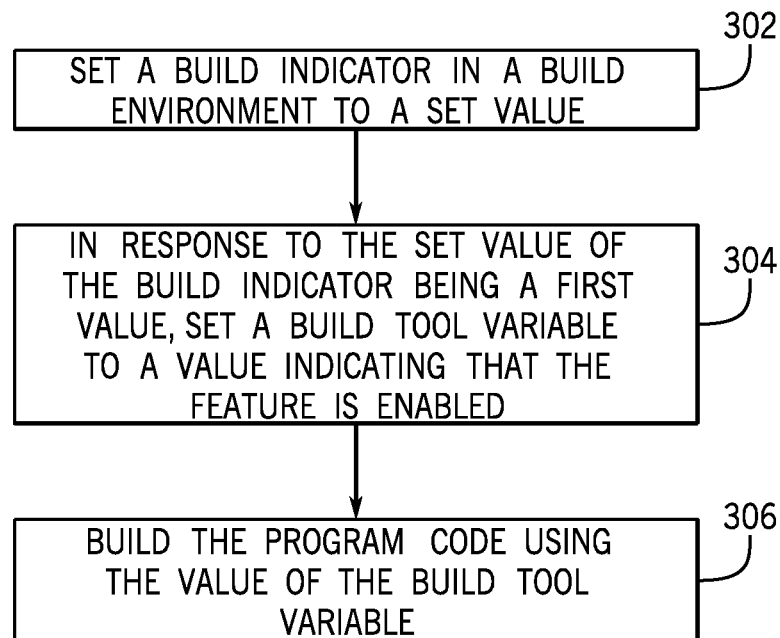 302
SET A BUILD INDICATOR IN A BUILD
ENVIRONMENT TO A SET VALUE
IN RESPONSE TO THE SET VALUE OF
THE BUILD INDICATOR BEING A FIRST
VALUE, SET A BUILD TOOL VARIABLE
TO A VALUE INDICATING THAT THE
FEATURE IS ENABLED
304
BUILD THE PROGRAM CODE USING
THE VALUE OF THE BUILD TOOL
VARIABLE
306